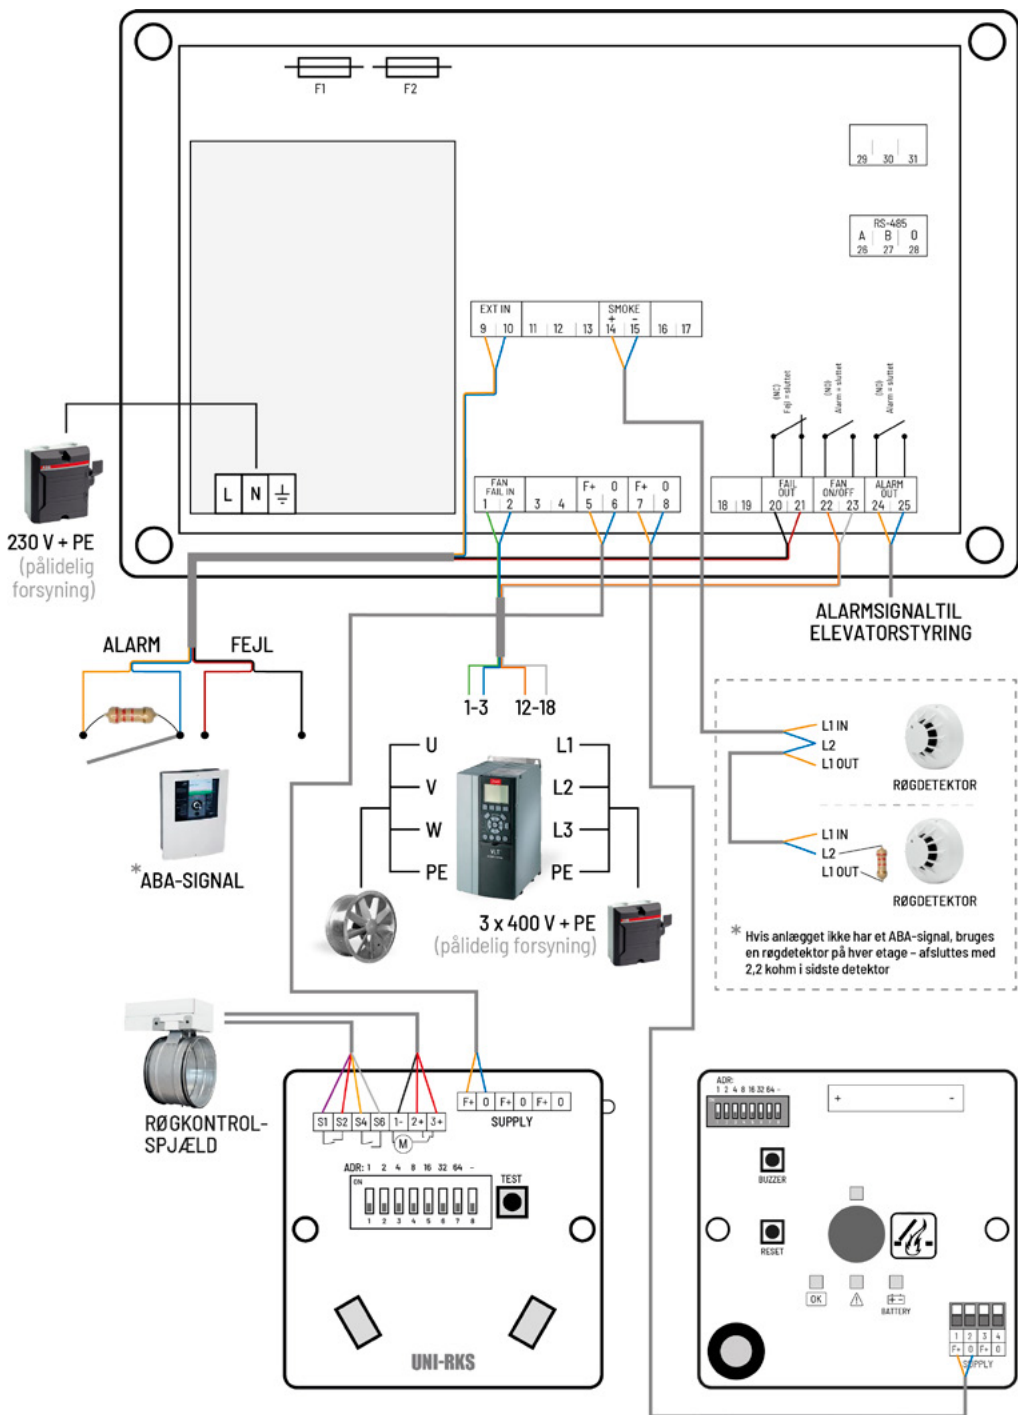 F1 F2
29 30 31
RS-485
A B 0
26 27 28
EXT IN SMOKE
+ -
9 10 11 12 13 14 15 16 17
(NC)
Fejl = sluttet
(NO)
Alarm = sluttet
(NO)
Alarm = sluttet
L N
FAN
FAIL IN
F+ 0 F+ 0
1 2 3 4 5 6 7 8
FAIL
OUT
FAN
ON/OFF
ALARM
OUT
18 19 20 21 22 23 24 25
230 V + PE
(pålidelig
forsyning)
ALARMSIGNALTIL
ELEVATORSTYRING
ALARM FEJL
1-3 12-18
L1 IN
L2
L1 OUT
RØGDETEKTOR
L1 IN
L2
L1 OUT
RØGDETEKTOR
* Hvis anlægget ikke har et ABA-signal, bruges
en røgdetektor på hver etage – afsluttes med
2,2 kohm i sidste detektor
U L1
V L2
W L3
PE PE
VLT
*ABA-SIGNAL
3 x 400 V + PE
(pålidelig forsyning)
RØGKONTROL-
SPJÆLD
S1 S2 S4 S6 1- 2+ 3+
M
F+ 0 F+ 0 F+ 0
SUPPLY
ADR: 1 2 4 8 16 32 64 -
ON
1 2 3 4 5 6 7 8
TEST
UNI-RKS
ADR:
1 2 4 8 16 32 64 -
+ -
BUZZER
RESET
OK
BATTERY
1 2 3 4
F+ 0 F+ 0
SUPPLY